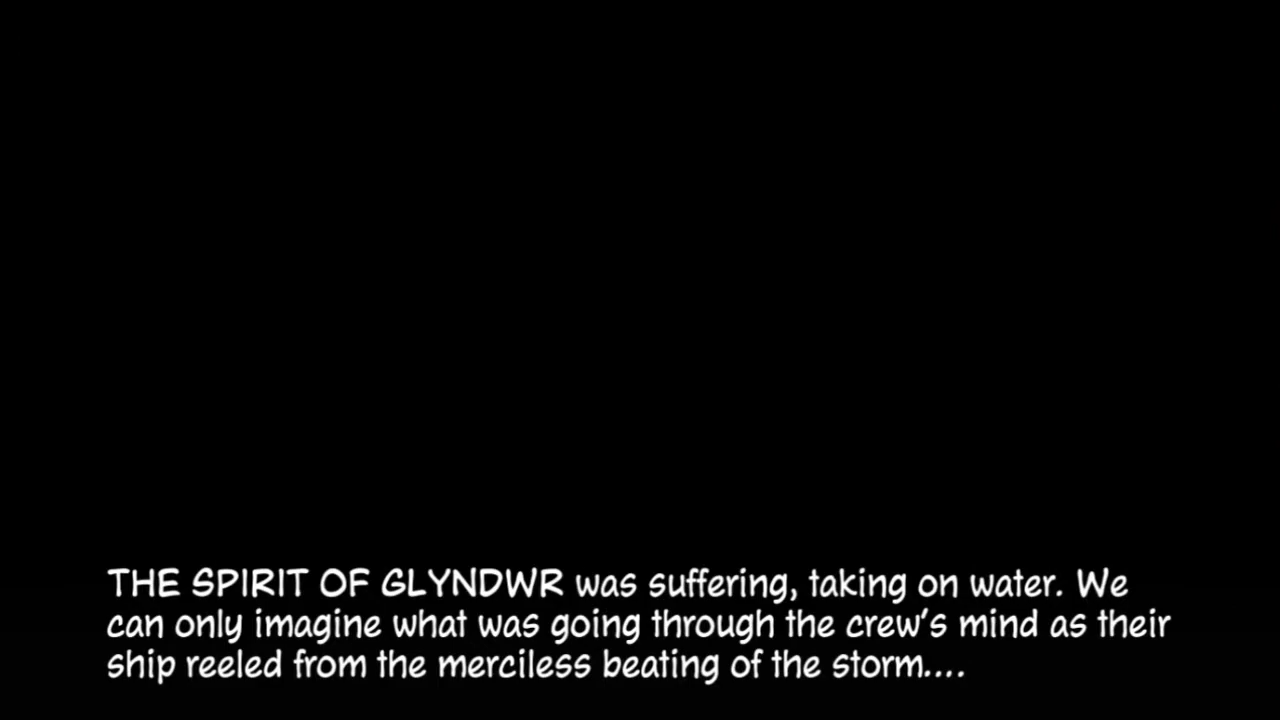 THE SPIRIT OF GLYNDWR was suffering, taking on water. We
can only imagine what was going through the crew's mind as their
ship reeled from the merciless beating of the storm....